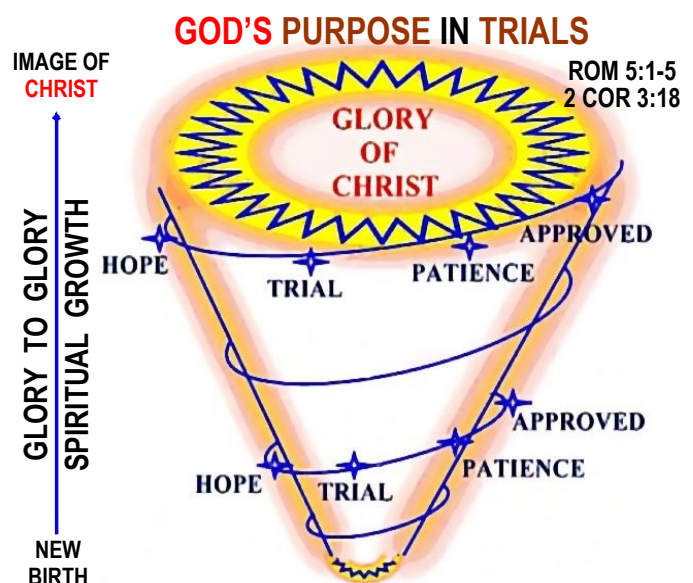 GOD'S PURPOSE IN TRIALS
IMAGE OF
CHRIST
ROM 5:1-5
2 COR 3:18
GLORY
OF
CHRIST
GLORY TO GLORY
SPIRITUAL GROWTH
HOPE
TRIAL
PATIENCE
APPROVED
HOPE
TRIAL
PATIENCE
APPROVED
NEW
BIRTH